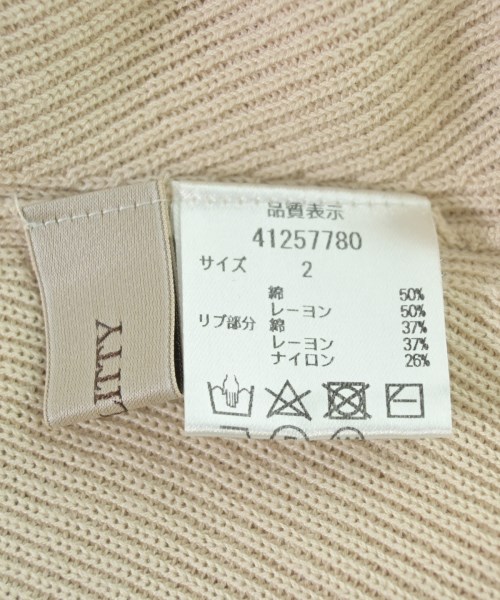 品質表示
41257780
サイズ 2
綿 50%
レーヨン 50%
リブ部分 綿 37%
レーヨン 37%
ナイロン 26%
ITTY